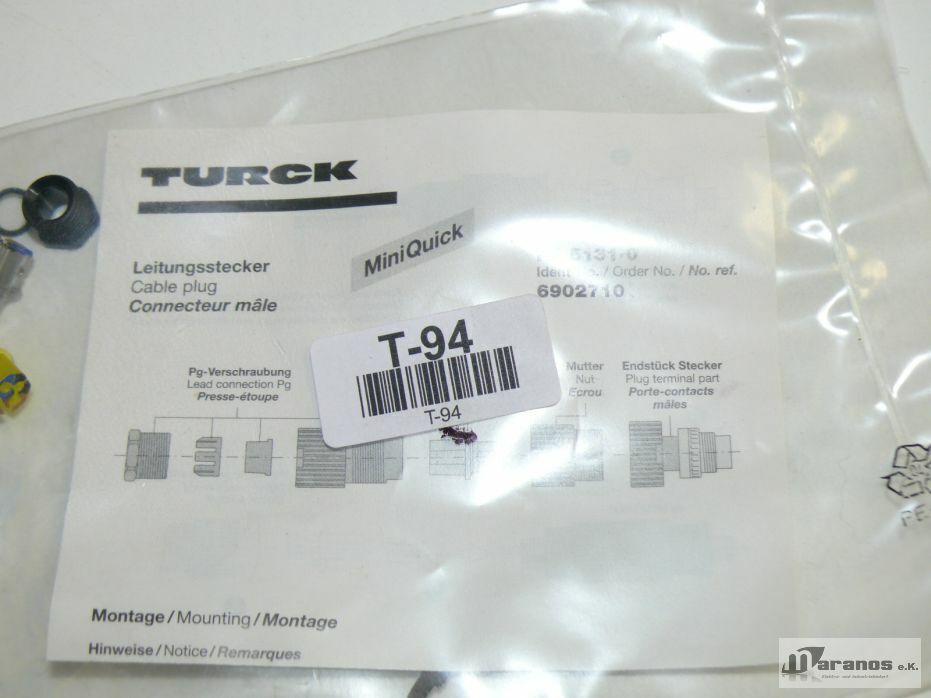 TURCK
MiniQuick
Leitungsstecker
Cable plug
Connecteur mâle
5131-0
Ident No. / Order No. / No. ref.
6902710
T-94
T-94
Pg-Verschraubung
Lead connection Pg
Presse-étoupe
Mutter
Nut
Ecrou
Endstück Stecker
Plug terminal part
Porte-contacts
mâles
Montage / Mounting / Montage
Hinweise / Notice / Remarques
Maranos e.K.